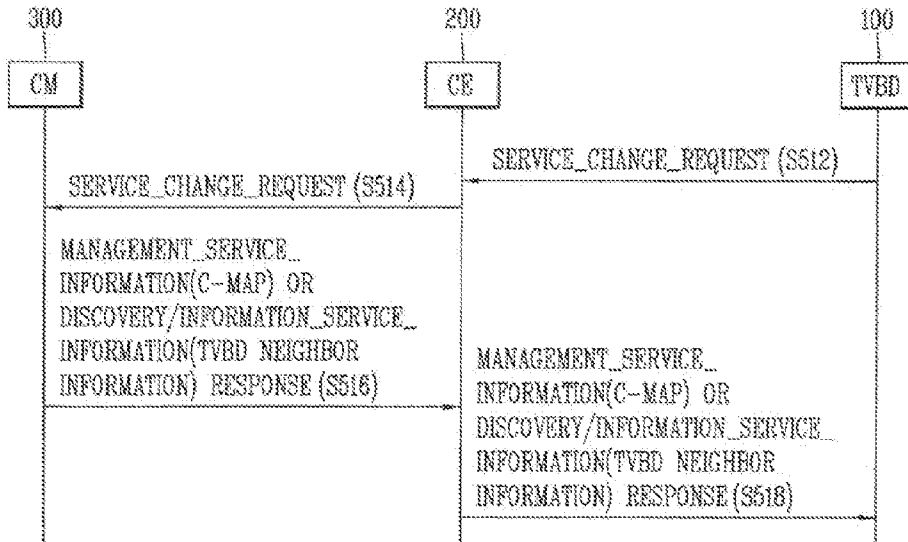 300
200
100
CM
CE
TVBD
SERVICE_CHANGE_REQUEST (S512)
SERVICE_CHANGE_REQUEST (S514)
MANAGEMENT_SERVICE_
INFORMATION(C-MAP) OR
DISCOVERY/INFORMATION_SERVICE_
INFORMATION(TVBD NEIGHBOR
INFORMATION) RESPONSE (S516)
MANAGEMENT_SERVICE_
INFORMATION(C-MAP) OR
DISCOVERY/INFORMATION_SERVICE_
INFORMATION(TVBD NEIGHBOR
INFORMATION) RESPONSE (S518)